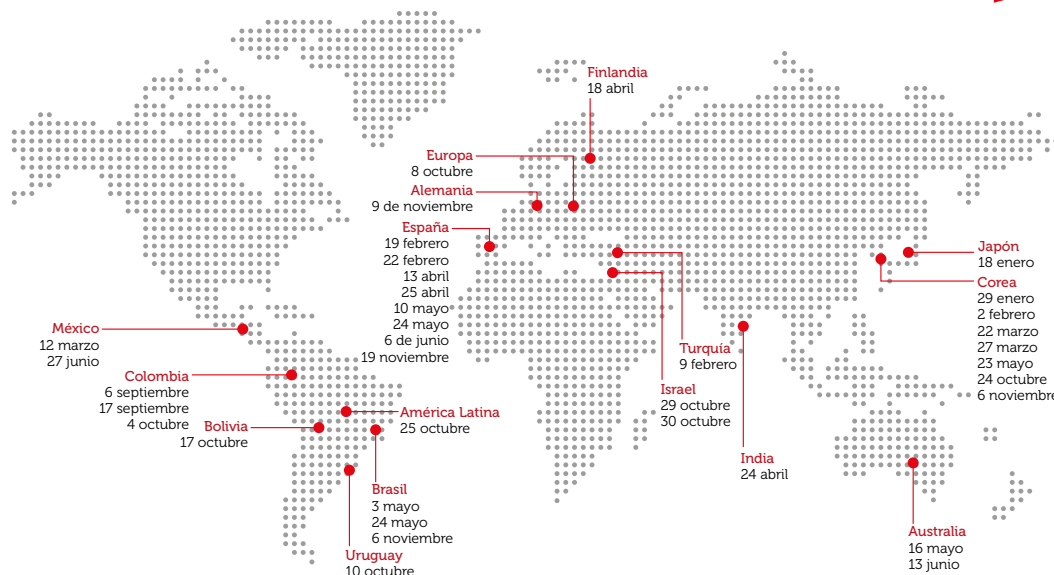 Finlandia
18 abril
Europa
8 octubre
Alemania
9 de noviembre
España
19 febrero
22 febrero
13 abril
25 abril
10 mayo
24 mayo
6 de junio
19 noviembre
Japón
18 enero
Corea
29 enero
2 febrero
22 marzo
27 marzo
23 mayo
24 octubre
6 noviembre
México
12 marzo
27 junio
Turquía
9 febrero
Colombia
6 septiembre
17 septiembre
4 octubre
Israel
29 octubre
30 octubre
América Latina
25 octubre
Bolivia
17 octubre
India
24 abril
Brasil
3 mayo
24 mayo
6 noviembre
Australia
16 mayo
13 junio
Uruguay
10 octubre